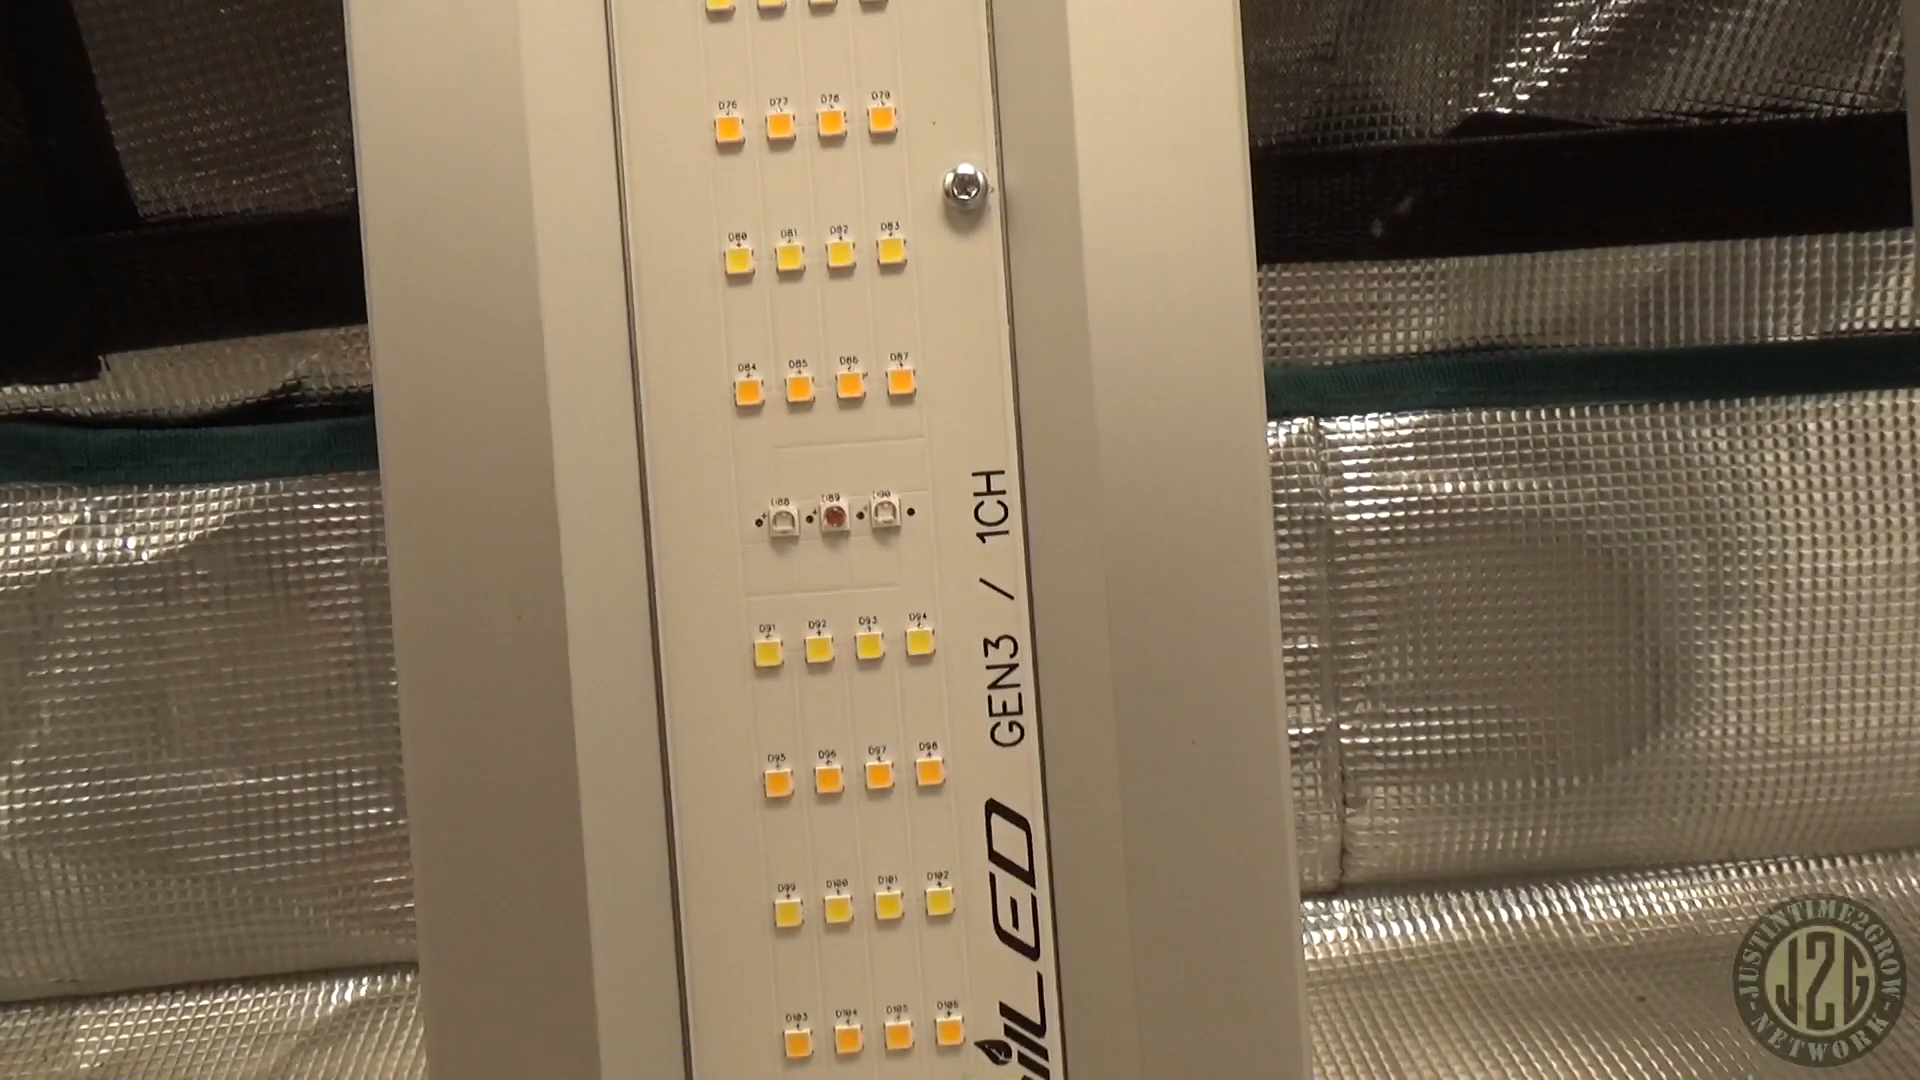 D76 D77 D78 D79
D80 D81 D82 D83
D84 D85 D86 D87
D88 D89 D90
D91 D92 D93 D94
D95 D96 D97 D98
D99 D100 D101 D102
D103 D104 D105 D106
GEN3 / 1CH
iLED
JUSTINTIME2GROW
J2G
NETWORK